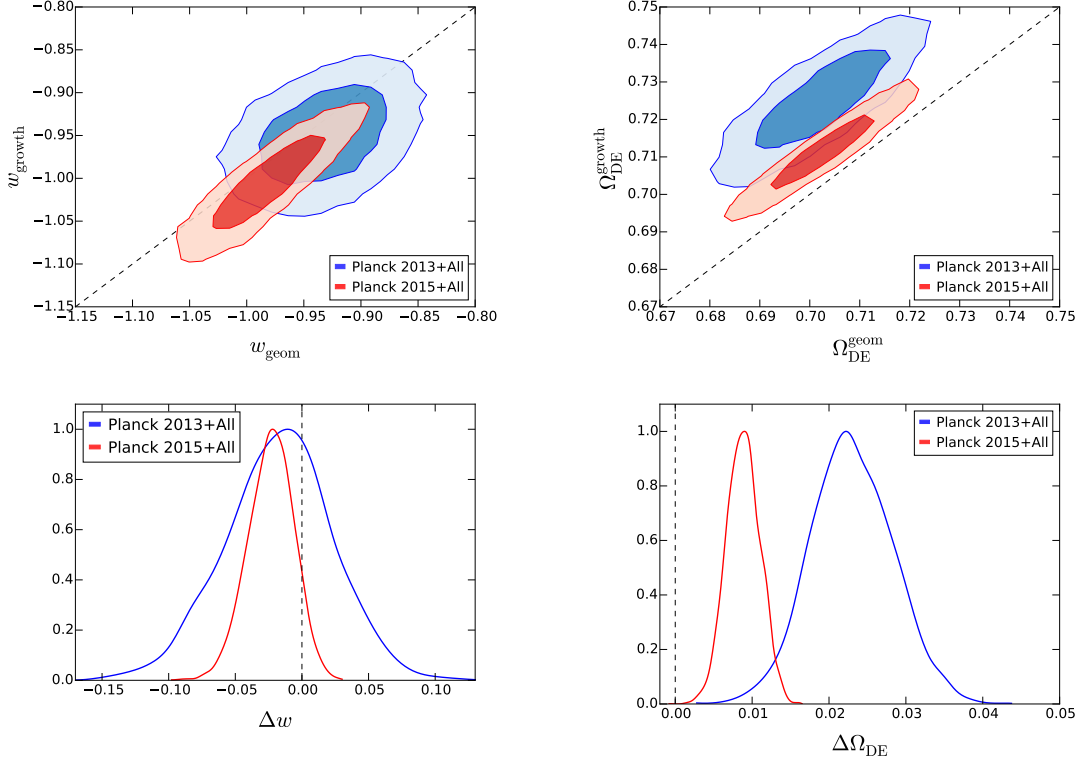 −0.80
−0.85
−0.90
−0.95
−1.00
−1.05
−1.10
−1.15
w_growth
−1.15 −1.10 −1.05 −1.00 −0.95 −0.90 −0.85 −0.80
w_geom
Planck 2013+All
Planck 2015+All
0.75
0.74
0.73
0.72
0.71
0.70
0.69
0.68
0.67
Ω_DE^growth
0.67 0.68 0.69 0.70 0.71 0.72 0.73 0.74 0.75
Ω_DE^geom
Planck 2013+All
Planck 2015+All
1.0
0.8
0.6
0.4
0.2
0.0
−0.15 −0.10 −0.05 0.00 0.05 0.10
Δw
Planck 2013+All
Planck 2015+All
1.0
0.8
0.6
0.4
0.2
0.0
0.00 0.01 0.02 0.03 0.04 0.05
ΔΩ_DE
Planck 2013+All
Planck 2015+All